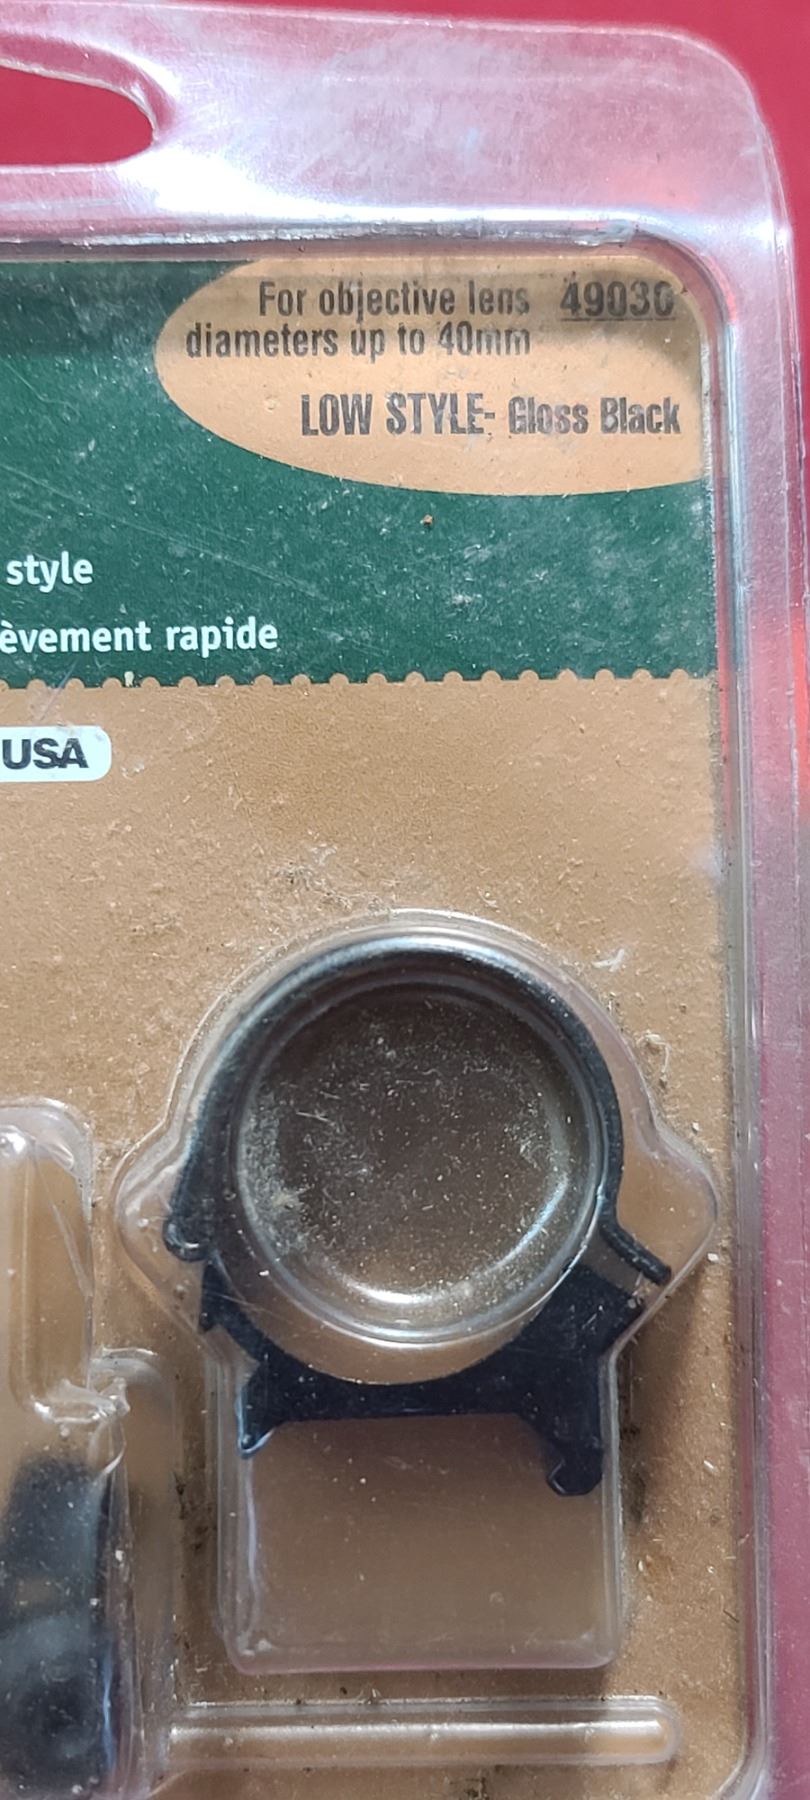 For objective lens 49030
diameters up to 40mm
LOW STYLE- Gloss Black
style
èvement rapide
USA